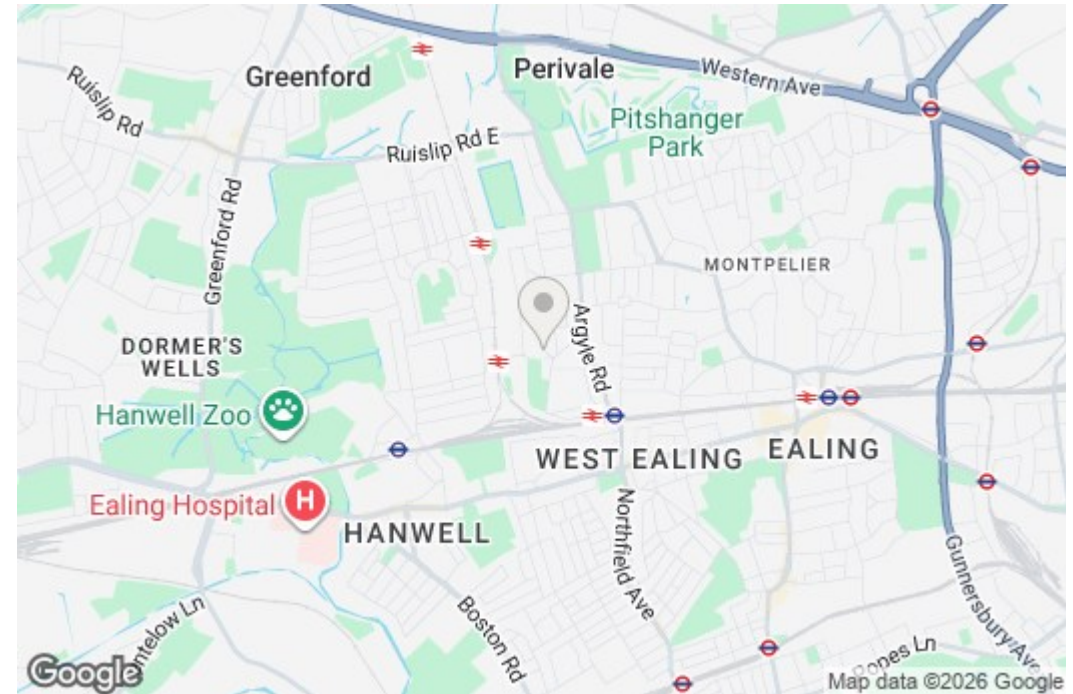 Greenford
Perivale
Western Ave
Ruislip Rd
Pitshanger
Park
Ruislip Rd E
Greenford Rd
MONTPELIER
DORMER'S
WELLS
Argyle Rd
Hanwell Zoo
WEST EALING
EALING
Ealing Hospital
H
HANWELL
Northfield Ave
Gunnersbury Ave
Boston Rd
Popes Ln
Google
Map data ©2026 Google